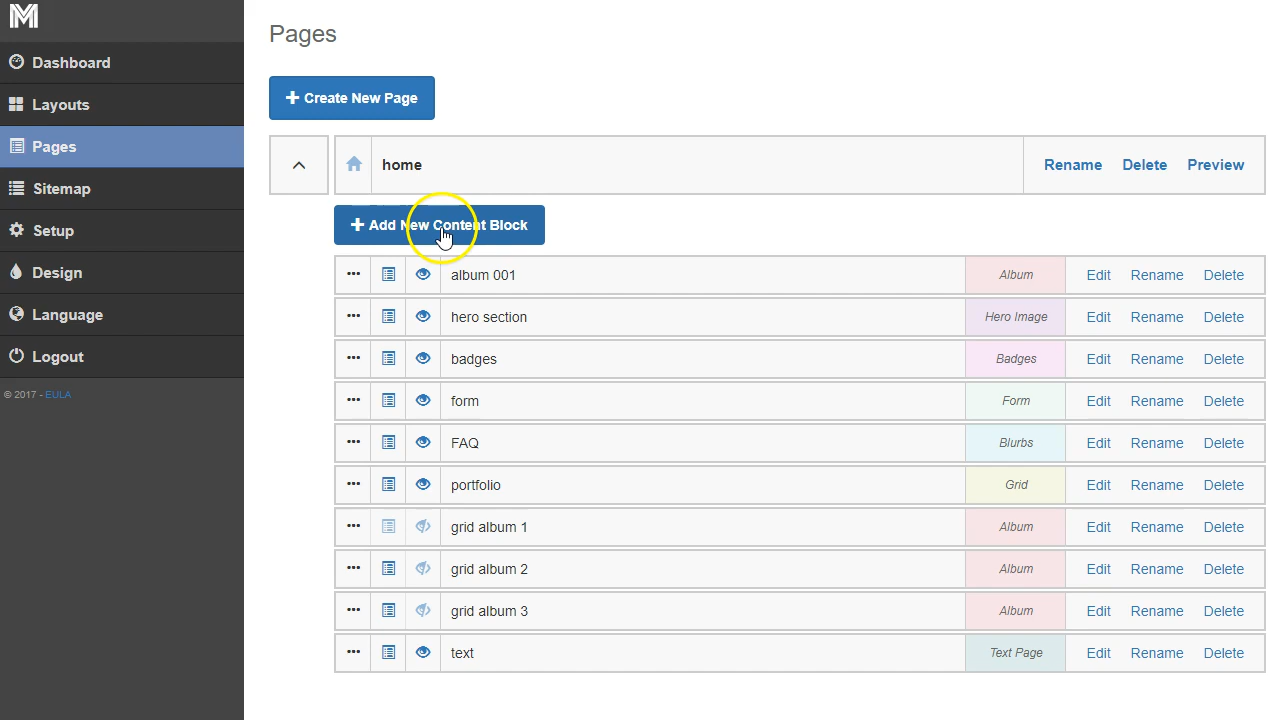 M
Dashboard
Layouts
Pages
Sitemap
Setup
Design
Language
Logout
© 2017 - EULA
Pages
Create New Page
home Rename Delete Preview
Add New Content Block
album 001 Album Edit Rename Delete
hero section Hero Image Edit Rename Delete
badges Badges Edit Rename Delete
form Form Edit Rename Delete
FAQ Blurbs Edit Rename Delete
portfolio Grid Edit Rename Delete
grid album 1 Album Edit Rename Delete
grid album 2 Album Edit Rename Delete
grid album 3 Album Edit Rename Delete
text Text Page Edit Rename Delete